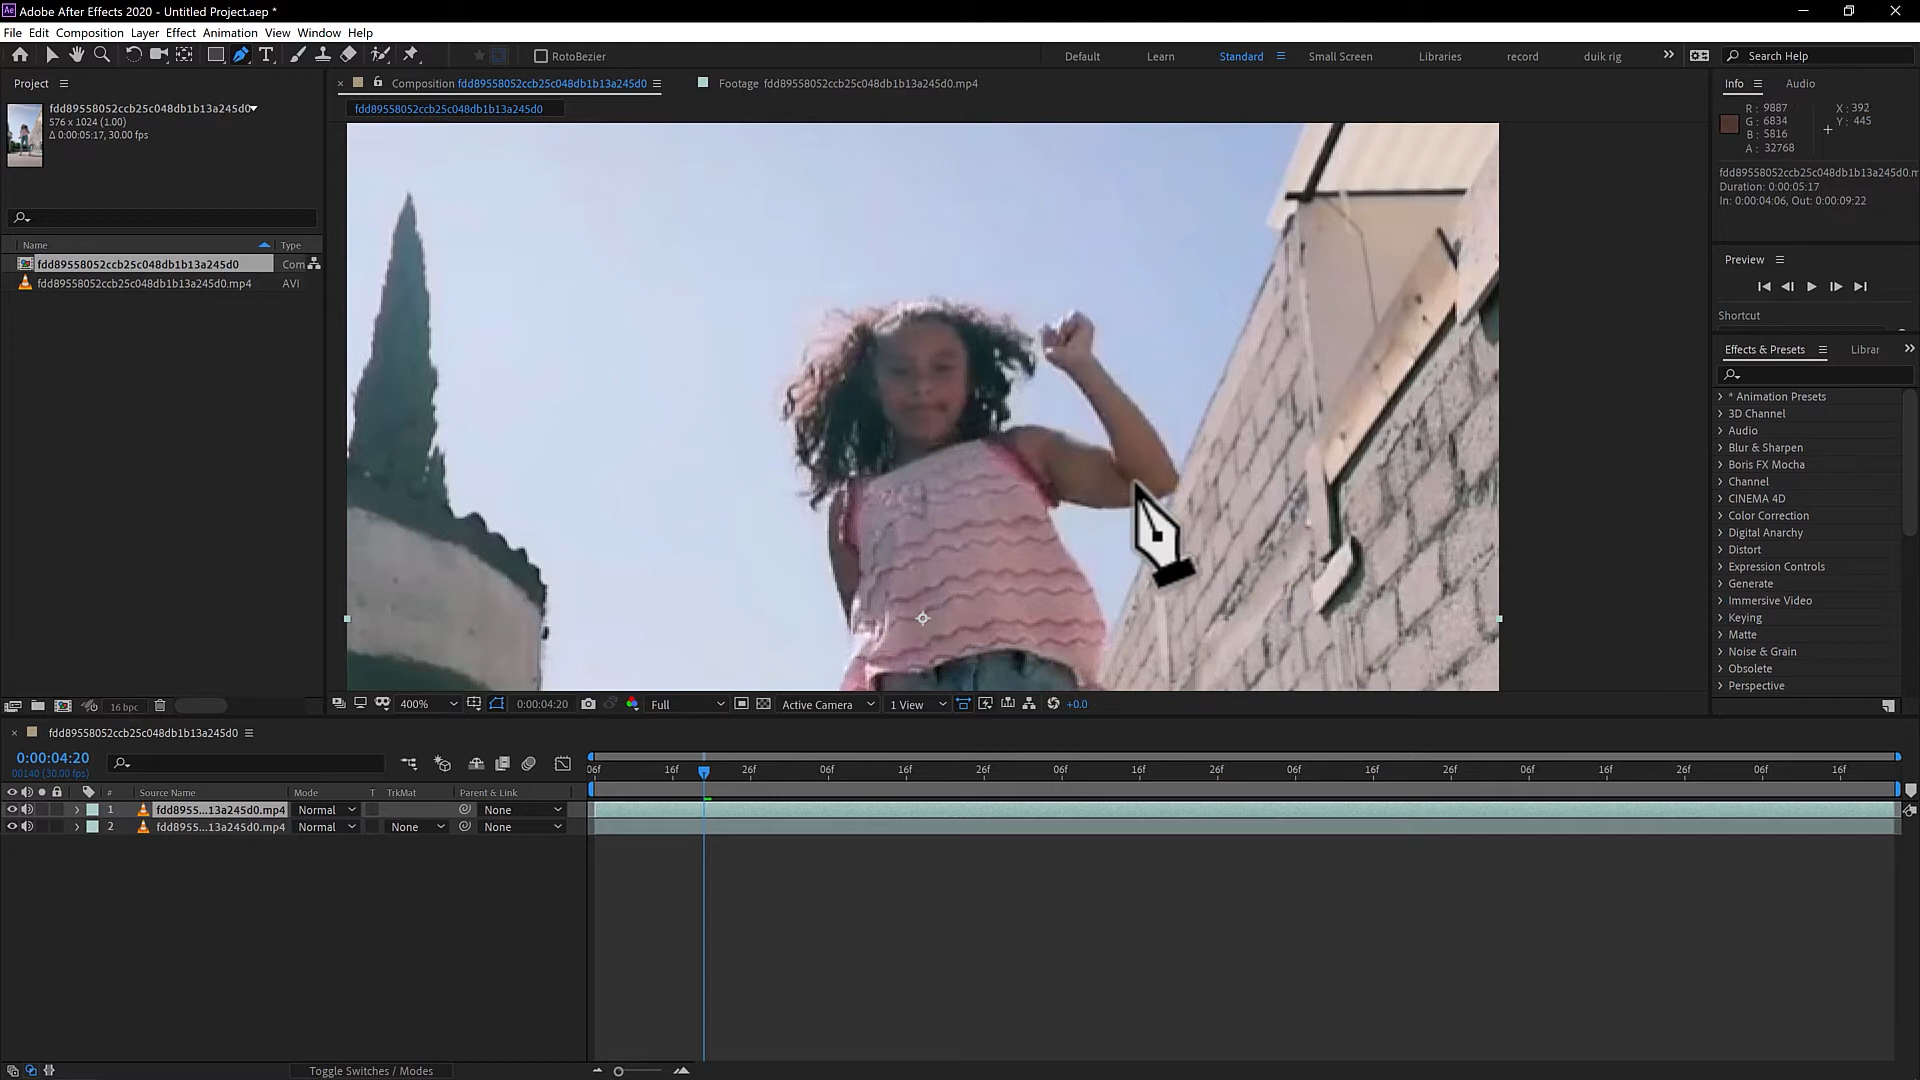 Adobe After Effects 2020 - Untitled Project.aep *
File Edit Composition Layer Effect Animation View Window Help
RotoBezier
Default Learn Standard Small Screen Libraries record duik rig
Search Help
Project
fdd89558052ccb25c048db1b13a245d0
576 x 1024 (1.00)
Δ 0:00:05:17, 30.00 fps
Name Type
fdd89558052ccb25c048db1b13a245d0 Com
fdd89558052ccb25c048db1b13a245d0.mp4 AVI
16 bpc
Composition fdd89558052ccb25c048db1b13a245d0
Footage fdd89558052ccb25c048db1b13a245d0.mp4
fdd89558052ccb25c048db1b13a245d0
400% 0:00:04:20 Full Active Camera 1 View +0.0
Info Audio
R : 9887 X : 392
G : 6834 Y : 445
B : 5816
A : 32768
fdd89558052ccb25c048db1b13a245d0.m
Duration: 0:00:05:17
In: 0:00:04:06, Out: 0:00:09:22
Preview
Shortcut
Effects & Presets Librar
* Animation Presets
3D Channel
Audio
Blur & Sharpen
Boris FX Mocha
Channel
CINEMA 4D
Color Correction
Digital Anarchy
Distort
Expression Controls
Generate
Immersive Video
Keying
Matte
Noise & Grain
Obsolete
Perspective
fdd89558052ccb25c048db1b13a245d0
0:00:04:20
00140 (30.00 fps)
06f 16f 26f 06f 16f 26f 06f 16f 26f 06f 16f 26f 06f 16f 26f 06f 16f
# Source Name Mode T TrkMat Parent & Link
1 fdd8955...13a245d0.mp4 Normal None
2 fdd8955...13a245d0.mp4 Normal None None
Toggle Switches / Modes